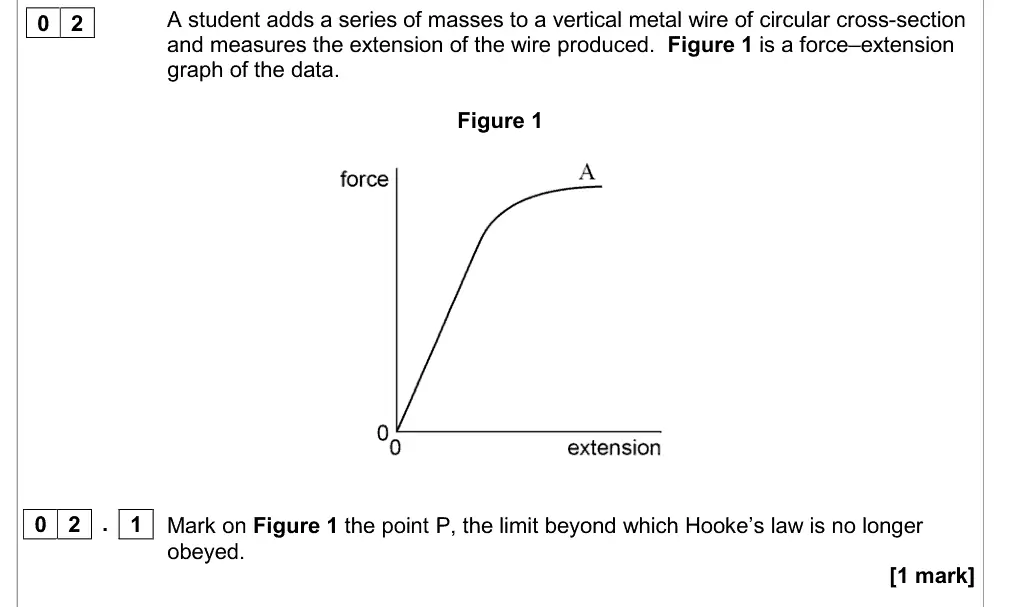 0 2 A student adds a series of masses to a vertical metal wire of circular cross-section
and measures the extension of the wire produced. Figure 1 is a force–extension
graph of the data.
Figure 1
force A
0
0 extension
0 2 . 1 Mark on Figure 1 the point P, the limit beyond which Hooke’s law is no longer
obeyed.
[1 mark]